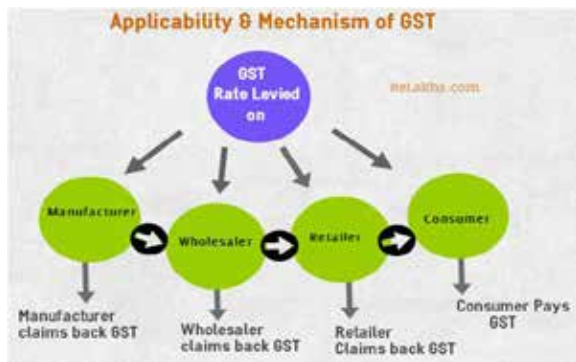 Applicability & Mechanism of GST
GST
Rate Levied
on
ReLakhs.com
Manufacturer
Wholesaler
Retailer
Consumer
Manufacturer
claims back GST
Wholesaler
claims back GST
Retailer
Claims back GST
Consumer Pays
GST